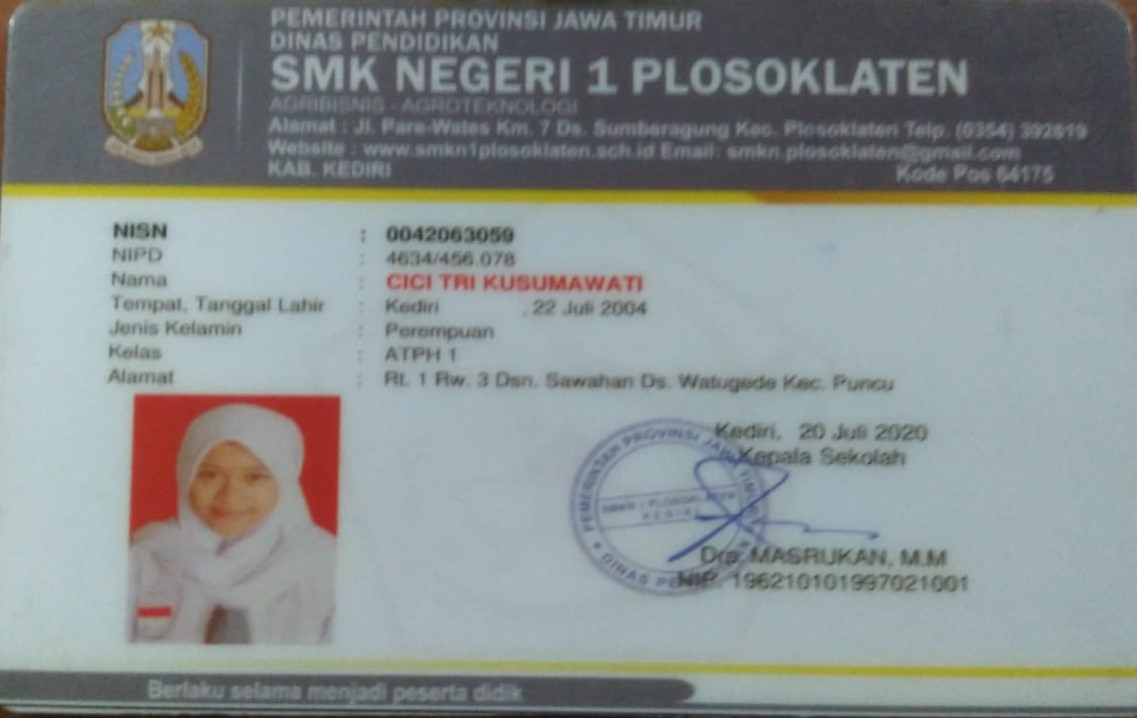 PEMERINTAH PROVINSI JAWA TIMUR
DINAS PENDIDIKAN
SMK NEGERI 1 PLOSOKLATEN
AGRIBISNIS - AGROTEKNOLOGI
Alamat : Jl. Pare-Wates Km. 7 Ds. Sumberagung Kec. Plosoklaten Telp. (0354) 392619
Website : www.smkn1plosoklaten.sch.id Email: smkn.plosoklaten@gmail.com
KAB. KEDIRI Kode Pos 64175
NISN : 0042063059
NIPD : 4634/456.078
Nama : CICI TRI KUSUMAWATI
Tempat, Tanggal Lahir : Kediri , 22 Juli 2004
Jenis Kelamin : Perempuan
Kelas : ATPH 1
Alamat : Rt. 1 Rw. 3 Dsn. Sawahan Ds. Watugede Kec. Puncu
Kediri, 20 Juli 2020
Kepala Sekolah
PEMERINTAH PROVINSI JAWA TIMUR
SMKN 1 PLOSOKLATEN
KEDIRI
DINAS
Drs. MASRUKAN, M.M
NIP. 196210101997021001
Berlaku selama menjadi peserta didik